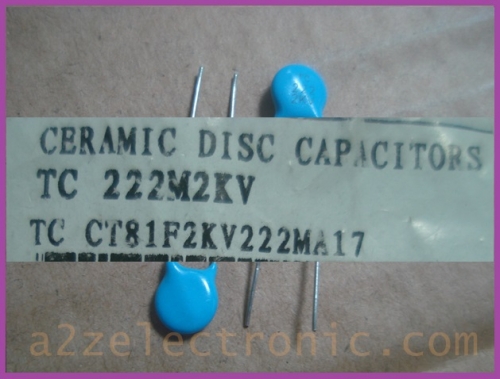 CERAMIC DISC CAPACITORS
TC 222M2KV
TC CT81F2KV222MA17
a2zelectronic.com